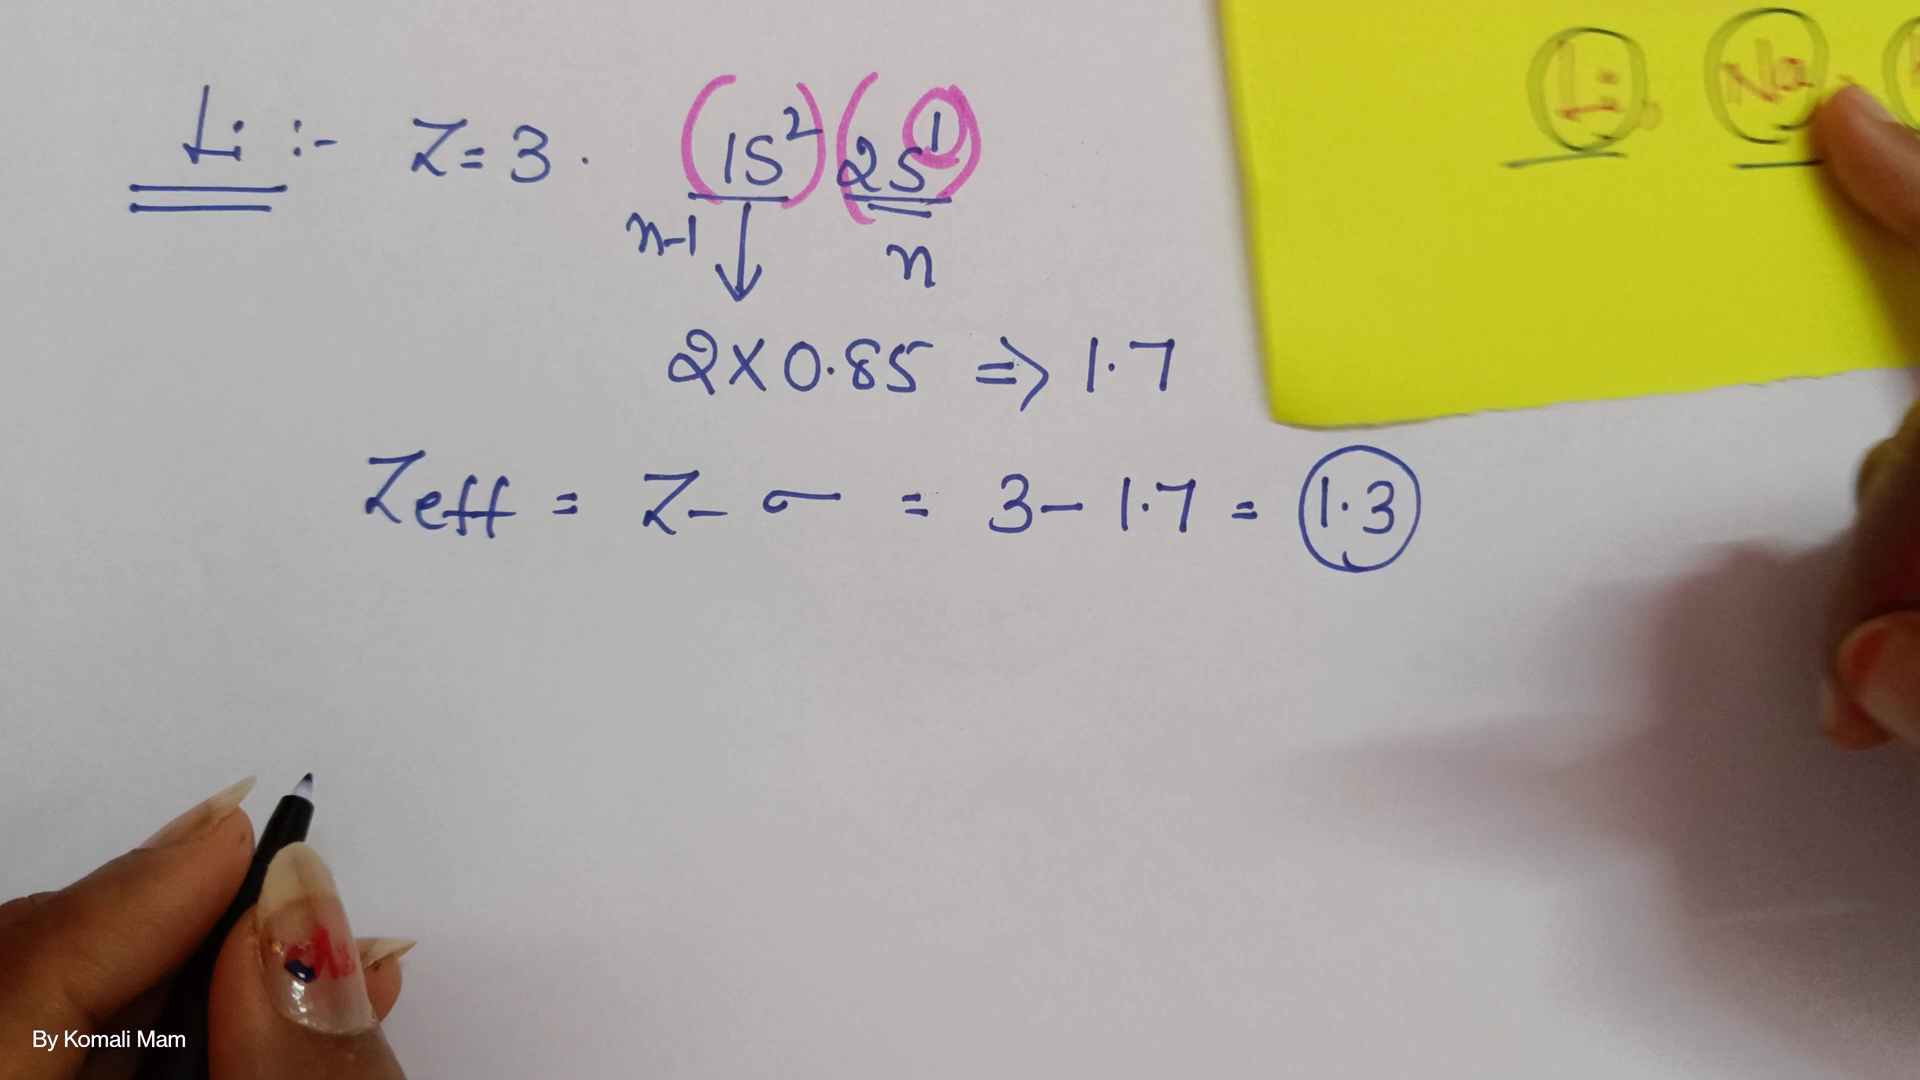 Li :- Z = 3. (1S²) (2S¹)
n-1 n
2 X 0.85 => 1.7
Zeff = Z - σ = 3 - 1.7 = 1.3
Li, Na
By Komali Mam